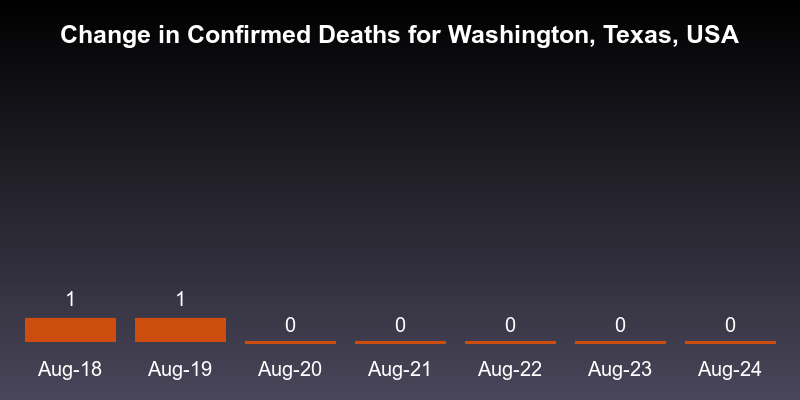 Change in Confirmed Deaths for Washington, Texas, USA
1 1 0 0 0 0 0
Aug-18 Aug-19 Aug-20 Aug-21 Aug-22 Aug-23 Aug-24